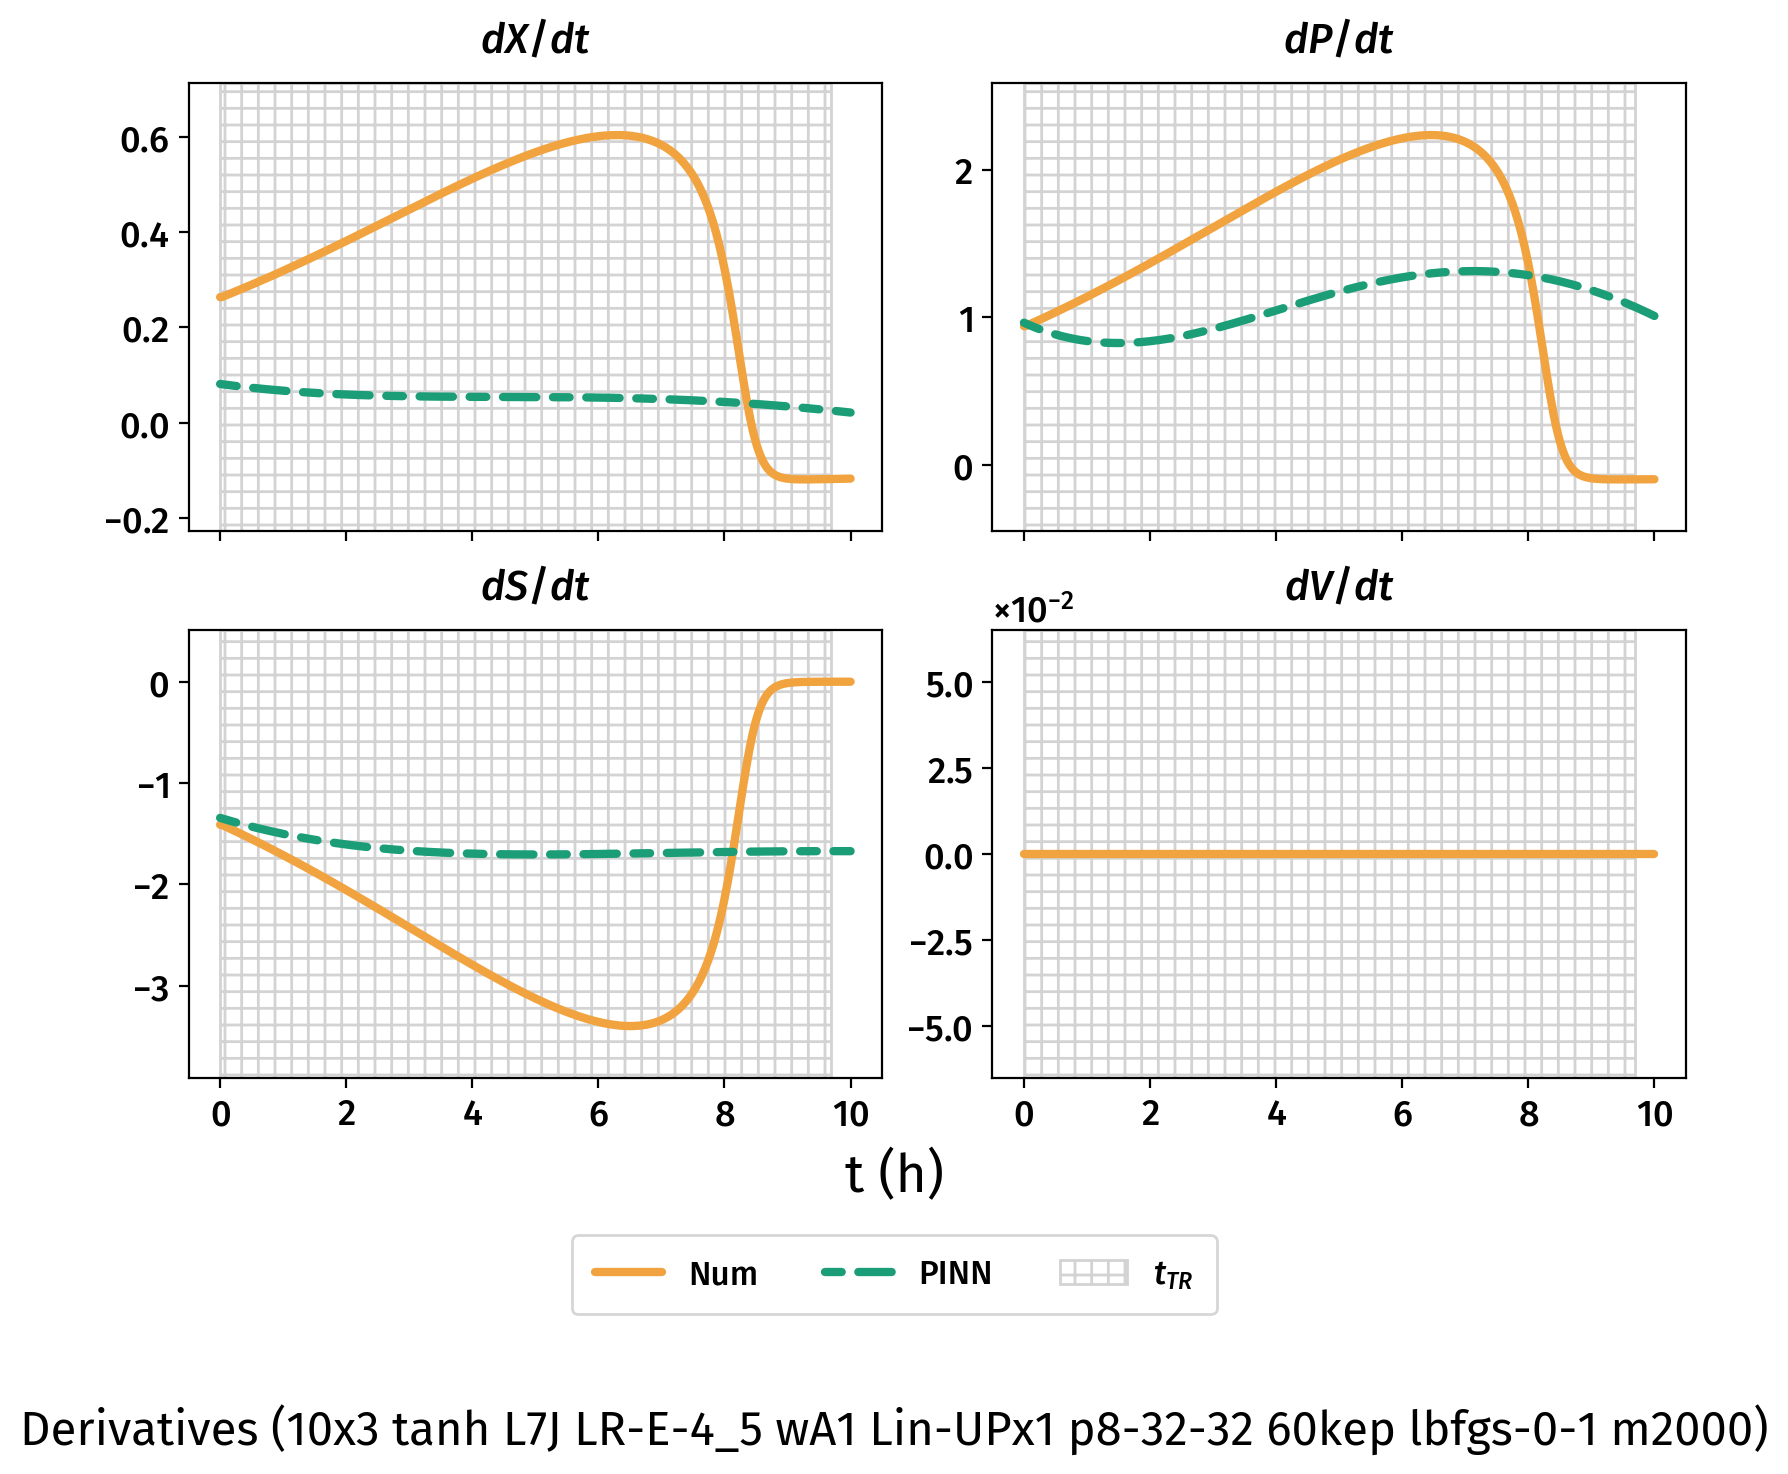 dX/dt
dP/dt
0.6
0.4
0.2
0.0
−0.2
2
1
0
dS/dt
dV/dt
×10⁻²
0
−1
−2
−3
5.0
2.5
0.0
−2.5
−5.0
0 2 4 6 8 10
0 2 4 6 8 10
t (h)
Num PINN t_TR
Derivatives (10x3 tanh L7J LR-E-4_5 wA1 Lin-UPx1 p8-32-32 60kep lbfgs-0-1 m2000)